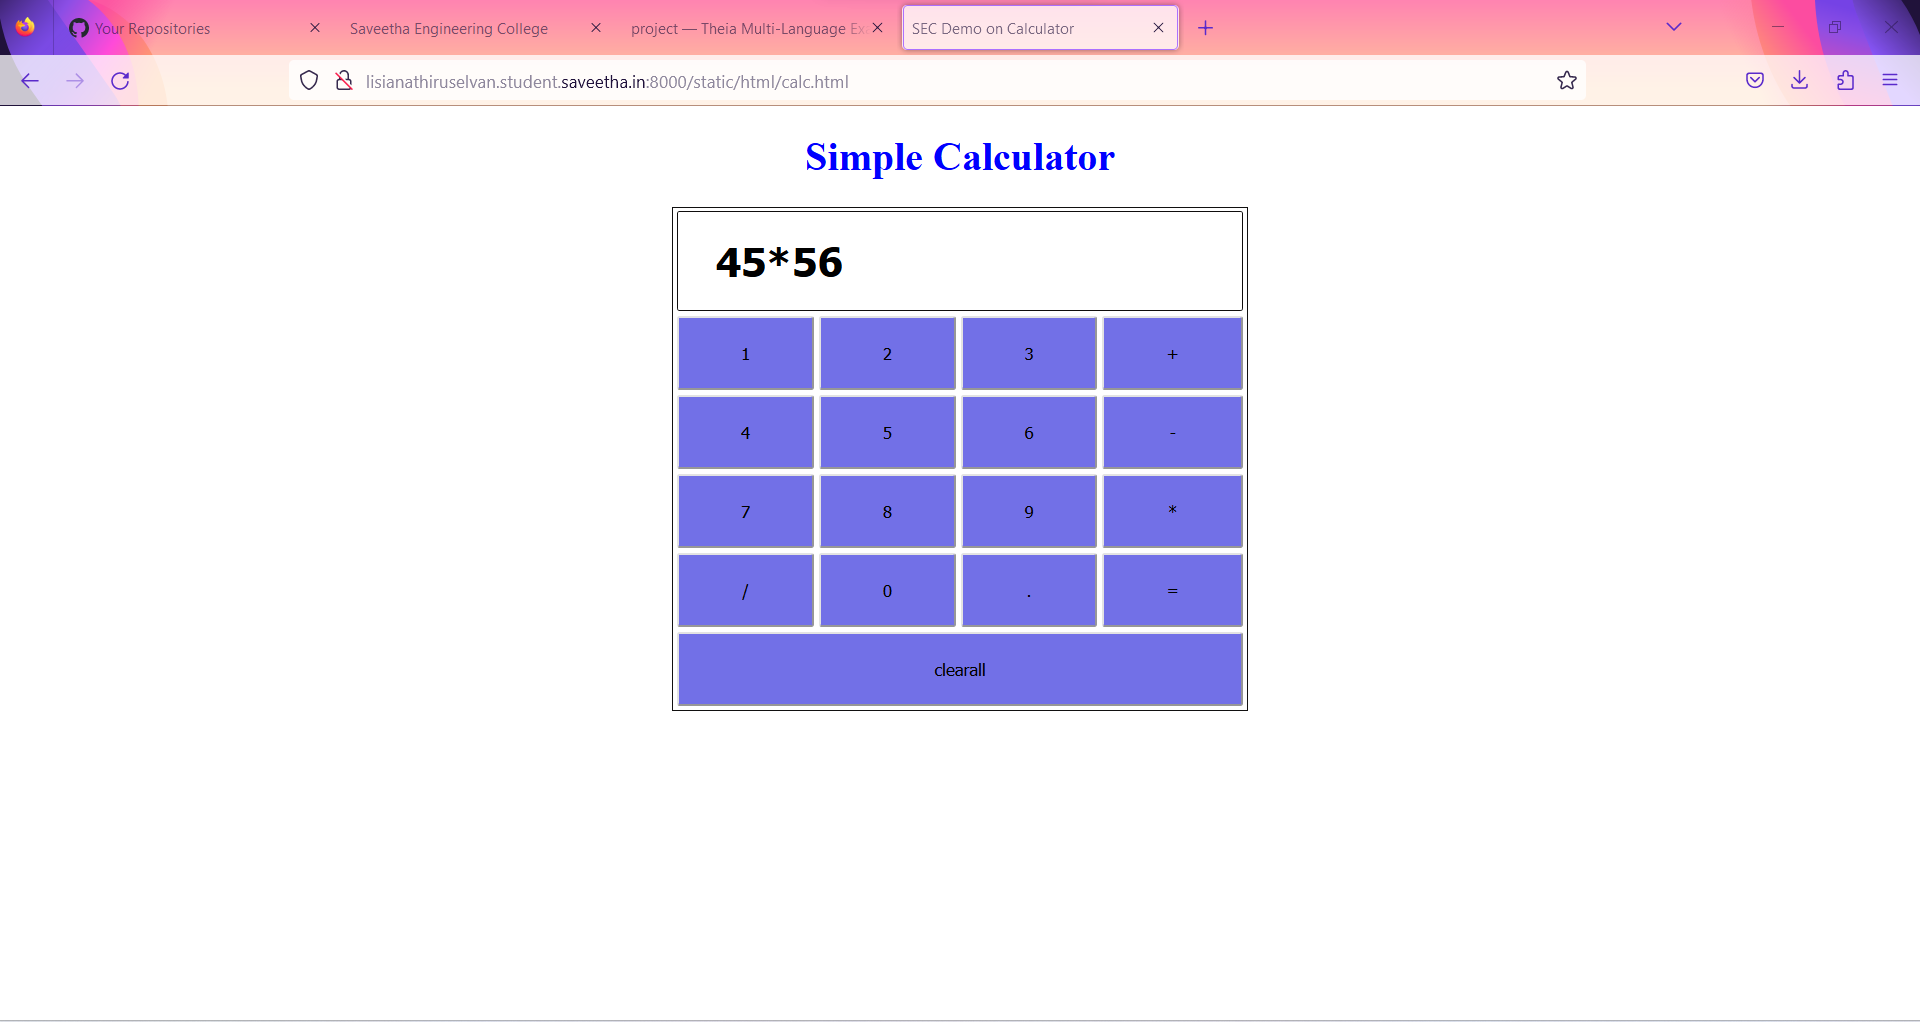 Your Repositories
Saveetha Engineering College
project — Theia Multi-Language Ex
SEC Demo on Calculator
lisianathiruselvan.student.saveetha.in:8000/static/html/calc.html
Simple Calculator
45*56
1 2 3 +
4 5 6 -
7 8 9 *
/ 0 . =
clearall